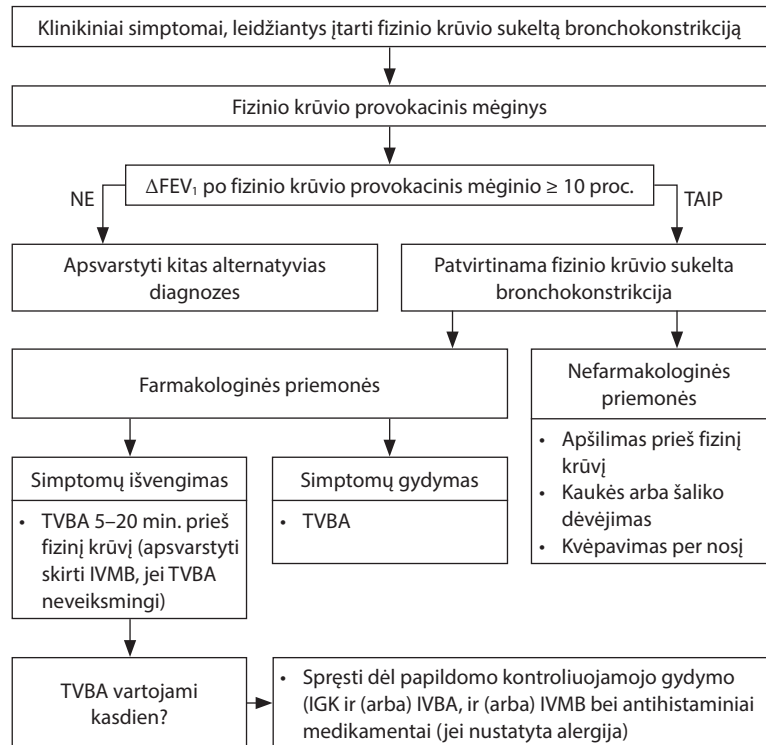 Klinikiniai simptomai, leidžiantys įtarti fizinio krūvio sukeltą bronchokonstrikciją
Fizinio krūvio provokacinis mėginys
ΔFEV₁ po fizinio krūvio provokacinis mėginio ≥ 10 proc.
NE
TAIP
Apsvarstyti kitas alternatyvias
diagnozes
Patvirtinama fizinio krūvio sukelta
bronchokonstrikcija
Farmakologinės priemonės
Nefarmakologinės
priemonės
• Apšilimas prieš fizinį
krūvį
• Kaukės arba šaliko
dėvėjimas
• Kvėpavimas per nosį
Simptomų išvengimas
• TVBA 5–20 min. prieš
fizinį krūvį (apsvarstyti
skirti IVMB, jei TVBA
neveiksmingi)
Simptomų gydymas
• TVBA
TVBA vartojami
kasdien?
• Spręsti dėl papildomo kontroliuojamojo gydymo
(IGK ir (arba) IVBA, ir (arba) IVMB bei antihistaminiai
medikamentai (jei nustatyta alergija)